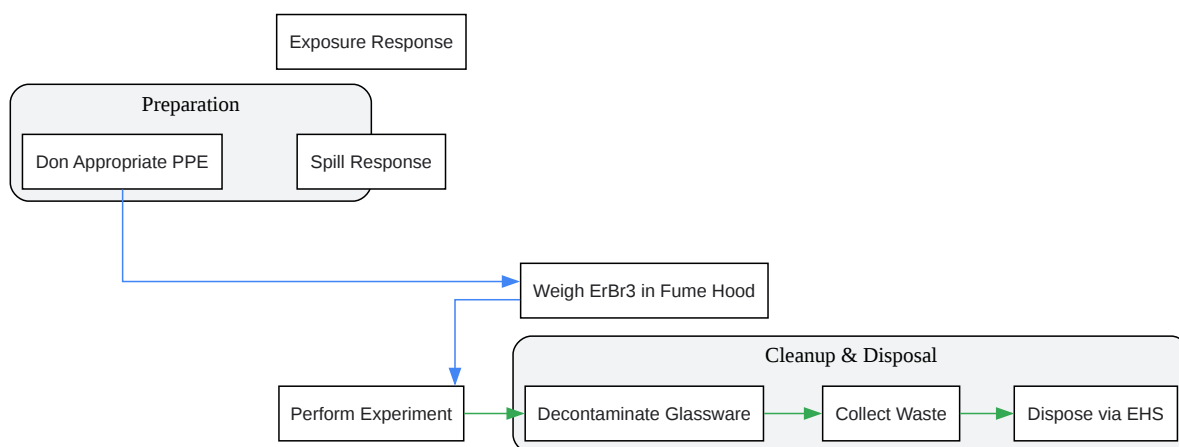 Exposure Response
Preparation
Don Appropriate PPE
Spill Response
Weigh ErBr3 in Fume Hood
Cleanup & Disposal
Perform Experiment
Decontaminate Glassware
Collect Waste
Dispose via EHS